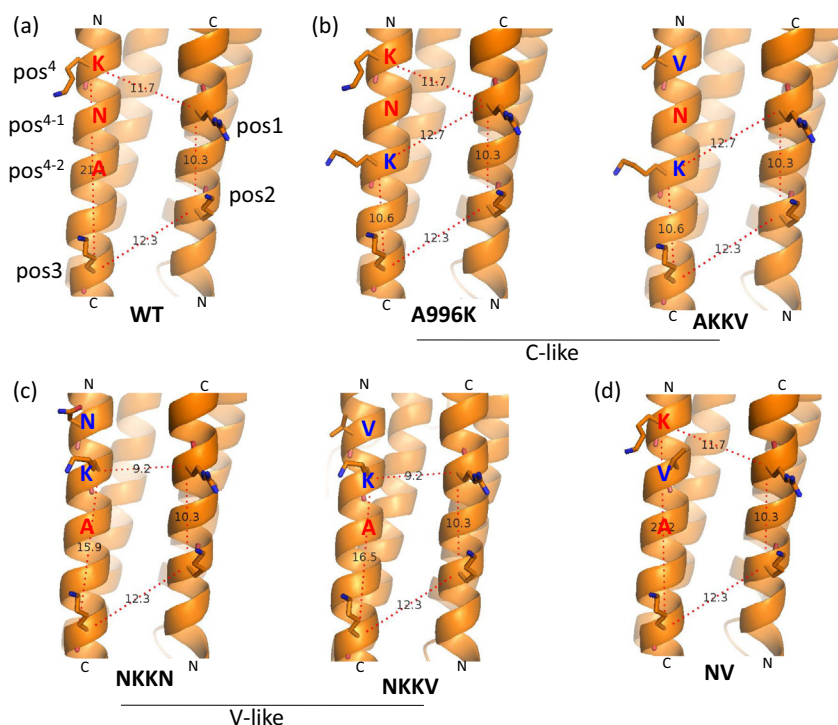 (a)
N
C
K
pos4
11.7
N
pos4-1
pos1
A
pos4-2
10.3
pos2
12.3
pos3
C
N
WT
(b)
N
C
K
11.7
N
12.7
K
10.3
10.6
12.3
C
N
A996K
N
C
V
N
12.7
K
10.3
10.6
12.3
C
N
AKKV
C-like
(c)
N
C
N
K
9.2
10.3
A
15.9
12.3
C
N
NKKN
N
C
V
K
9.2
10.3
A
16.5
12.3
C
N
NKKV
V-like
(d)
N
C
K
11.7
V
A
10.3
12.3
C
N
NV